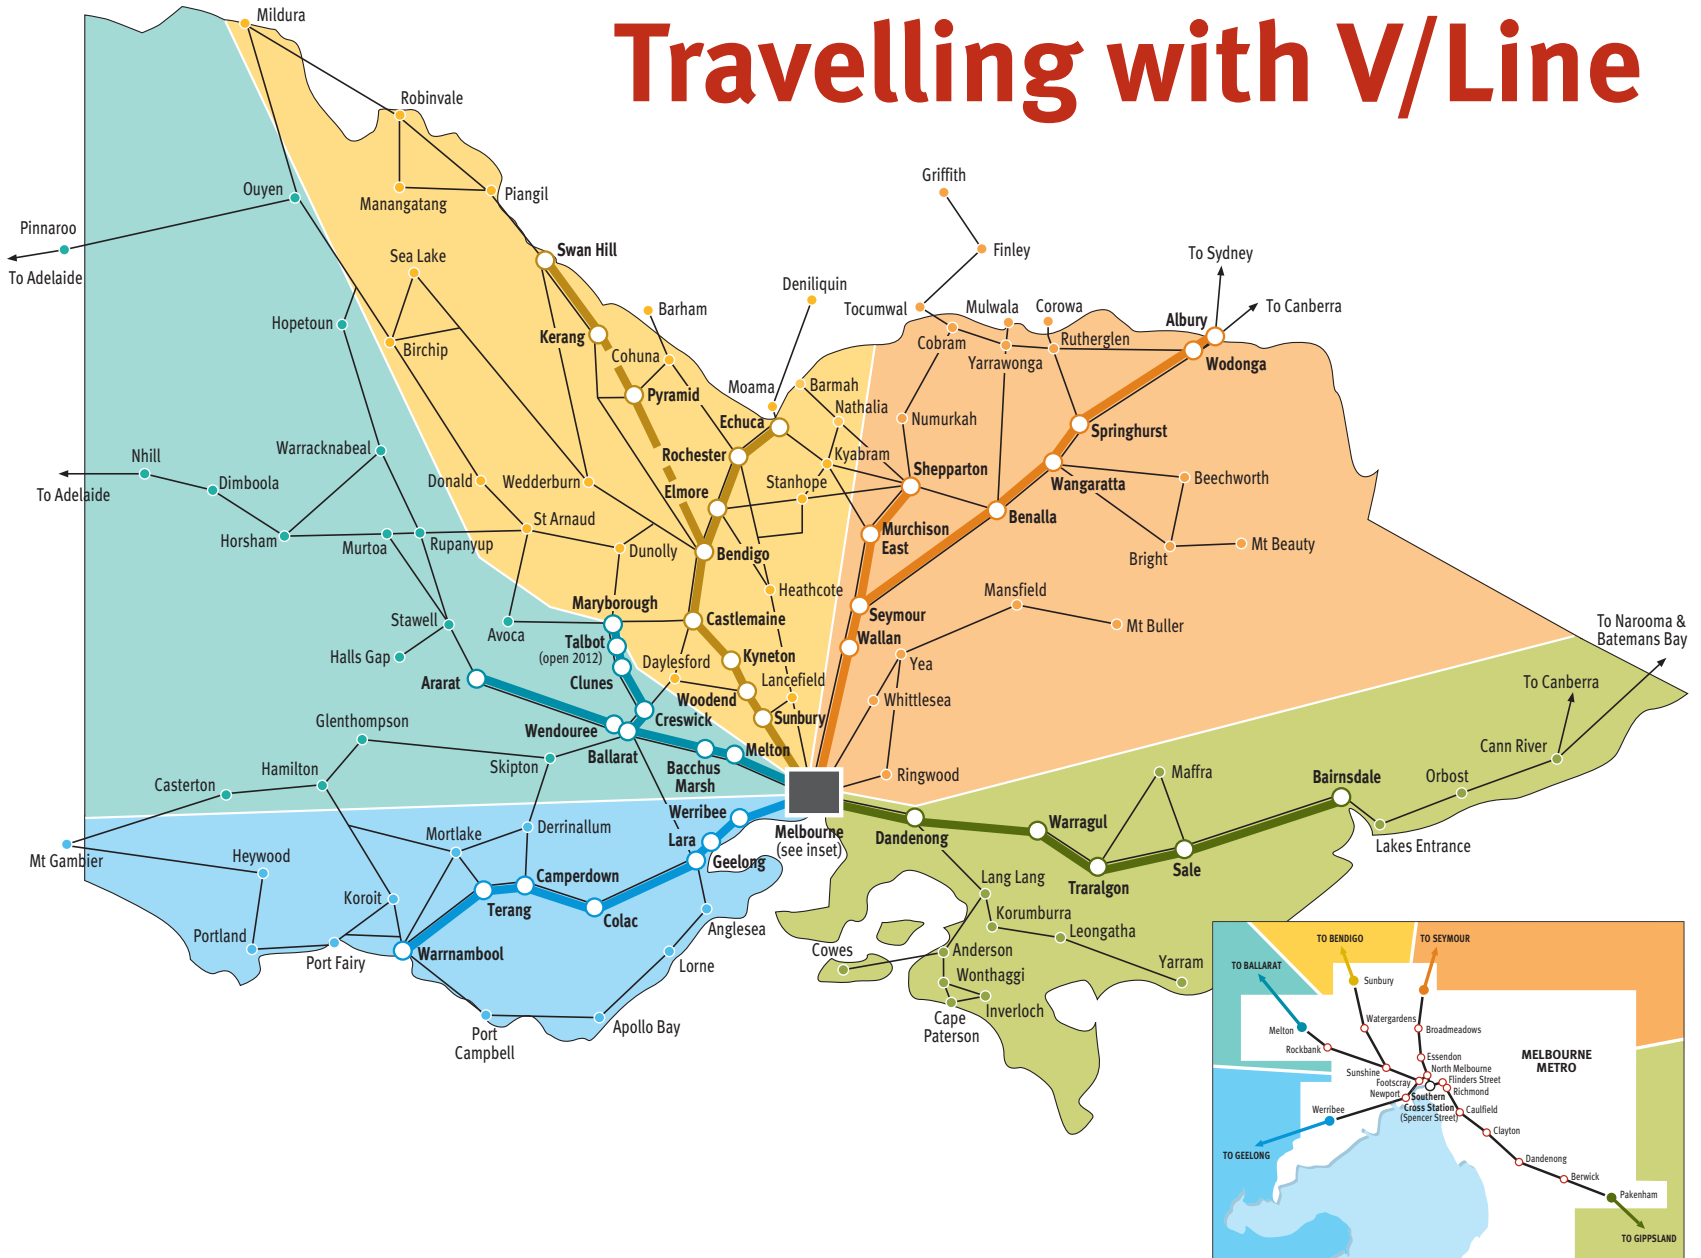 Travelling with V/Line
Mildura
Robinvale
Manangatang
Piangil
Ouyen
Pinnaroo
To Adelaide
Swan Hill
Sea Lake
Griffith
Finley
Tocumwal
Deniliquin
Barham
Mulwala
Corowa
To Sydney
To Canberra
Albury
Wodonga
Hopetoun
Birchip
Kerang
Cohuna
Cobram
Yarrawonga
Rutherglen
Pyramid
Moama
Barmah
Echuca
Nathalia
Numurkah
Springhurst
Warracknabeal
Nhill
To Adelaide
Dimboola
Donald
Wedderburn
Rochester
Kyabram
Shepparton
Wangaratta
Beechworth
Elmore
Stanhope
Benalla
Horsham
Murtoa
Rupanyup
St Arnaud
Dunolly
Bendigo
Murchison
East
Bright
Mt Beauty
Heathcote
Mansfield
Mt Buller
Maryborough
Castlemaine
Seymour
Stawell
Avoca
Talbot
(open 2012)
Wallan
To Narooma &
Batemans Bay
Halls Gap
Daylesford
Kyneton
Yea
Ararat
Clunes
Lancefield
Woodend
Whittlesea
To Canberra
Glenthompson
Creswick
Sunbury
Wendouree
Ballarat
Melton
Cann River
Hamilton
Skipton
Bacchus
Marsh
Ringwood
Maffra
Bairnsdale
Orbost
Casterton
Werribee
Melbourne
(see inset)
Dandenong
Warragul
Mt Gambier
Heywood
Mortlake
Derrinallum
Lara
Geelong
Lakes Entrance
Sale
Traralgon
Koroit
Camperdown
Terang
Colac
Lang Lang
Korumburra
Leongatha
Portland
Port Fairy
Warrnambool
Anglesea
Lorne
Cowes
Anderson
Yarram
Wonthaggi
Inverloch
Cape
Paterson
Port
Campbell
Apollo Bay
TO BENDIGO
TO SEYMOUR
TO BALLARAT
Sunbury
Watergardens
Broadmeadows
Melton
Rockbank
Essendon
MELBOURNE
METRO
Sunshine
North Melbourne
Footscray
Flinders Street
Newport
Richmond
Southern
Cross Station
(Spencer Street)
Caulfield
Werribee
Clayton
TO GEELONG
Dandenong
Berwick
Pakenham
TO GIPPSLAND